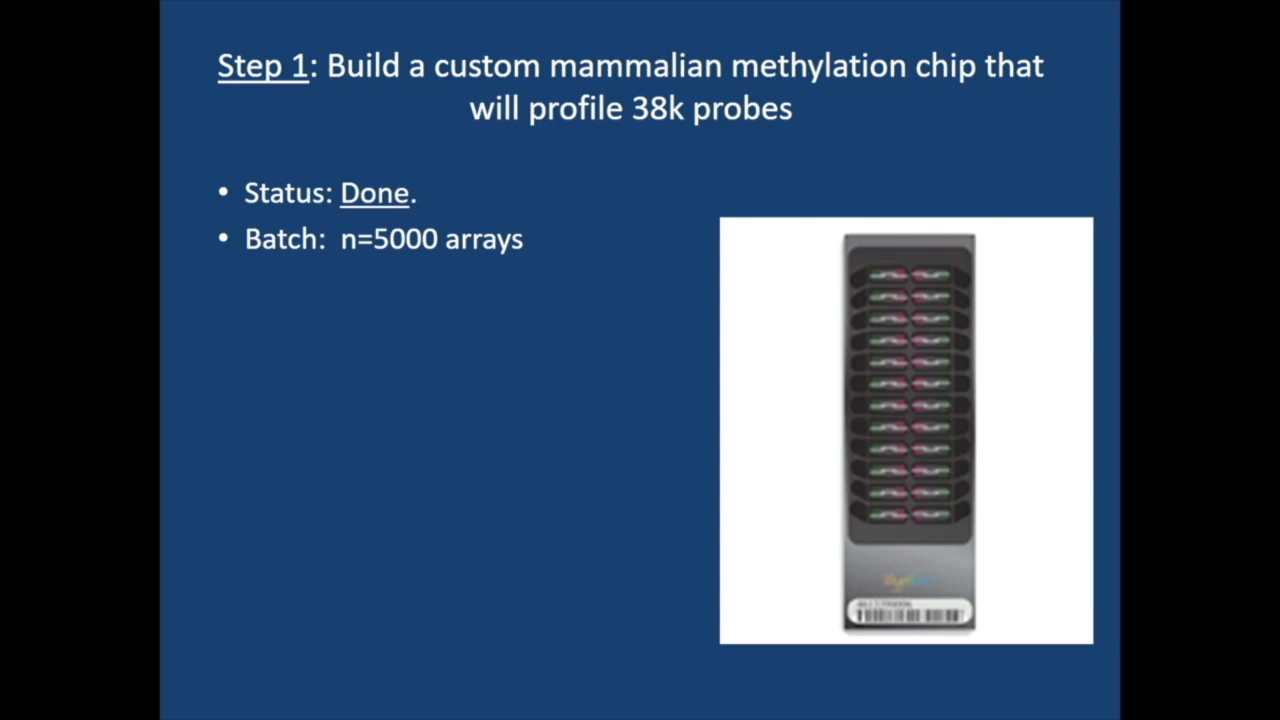 Step 1: Build a custom mammalian methylation chip that
will profile 38k probes
• Status: Done.
• Batch: n=5000 arrays